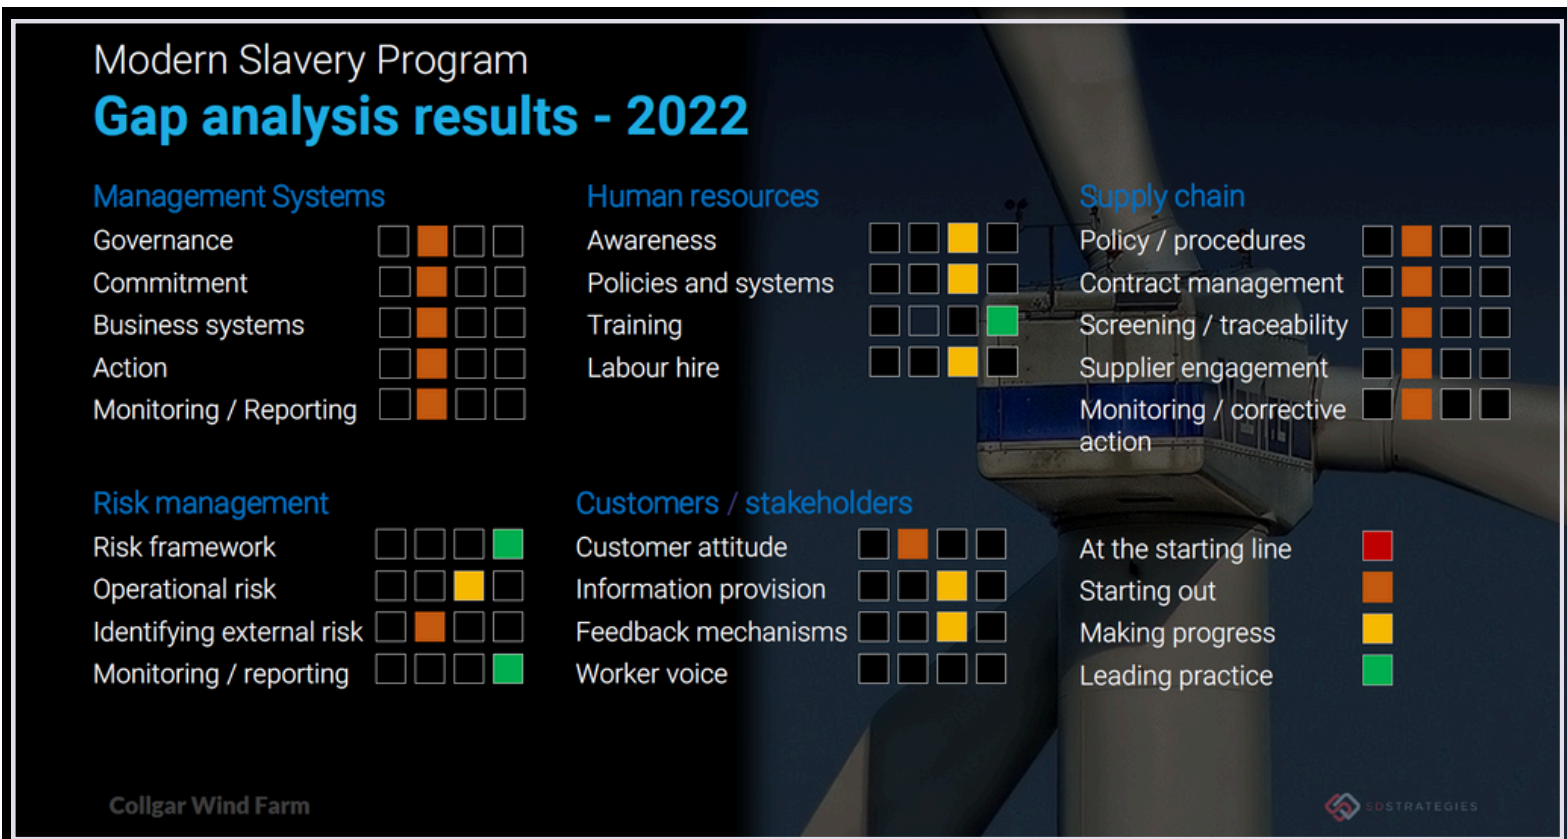 Modern Slavery Program
Gap analysis results - 2022
Management Systems
Governance
Commitment
Business systems
Action
Monitoring / Reporting
Human resources
Awareness
Policies and systems
Training
Labour hire
Supply chain
Policy / procedures
Contract management
Screening / traceability
Supplier engagement
Monitoring / corrective
action
Risk management
Risk framework
Operational risk
Identifying external risk
Monitoring / reporting
Customers / stakeholders
Customer attitude
Information provision
Feedback mechanisms
Worker voice
At the starting line
Starting out
Making progress
Leading practice
Collgar Wind Farm
SDSTRATEGIES